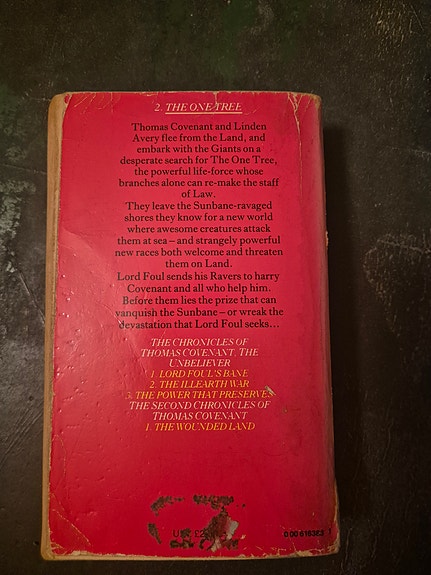 2. THE ONE TREE
Thomas Covenant and Linden
Avery flee from the Land, and
embark with the Giants on a
desperate search for The One Tree,
the powerful life-force whose
branches alone can re-make the staff
of Law.
They leave the Sunbane-ravaged
shores they know for a new world
where awesome creatures attack
them at sea – and strangely powerful
new races both welcome and threaten
them on Land.
Lord Foul sends his Ravers to harry
Covenant and all who help him.
Before them lies the prize that can
vanquish the Sunbane – or wreak the
devastation that Lord Foul seeks...
THE CHRONICLES OF
THOMAS COVENANT, THE
UNBELIEVER
1. LORD FOUL'S BANE
2. THE ILLEARTH WAR
3. THE POWER THAT PRESERVES
THE SECOND CHRONICLES OF
THOMAS COVENANT
1. THE WOUNDED LAND